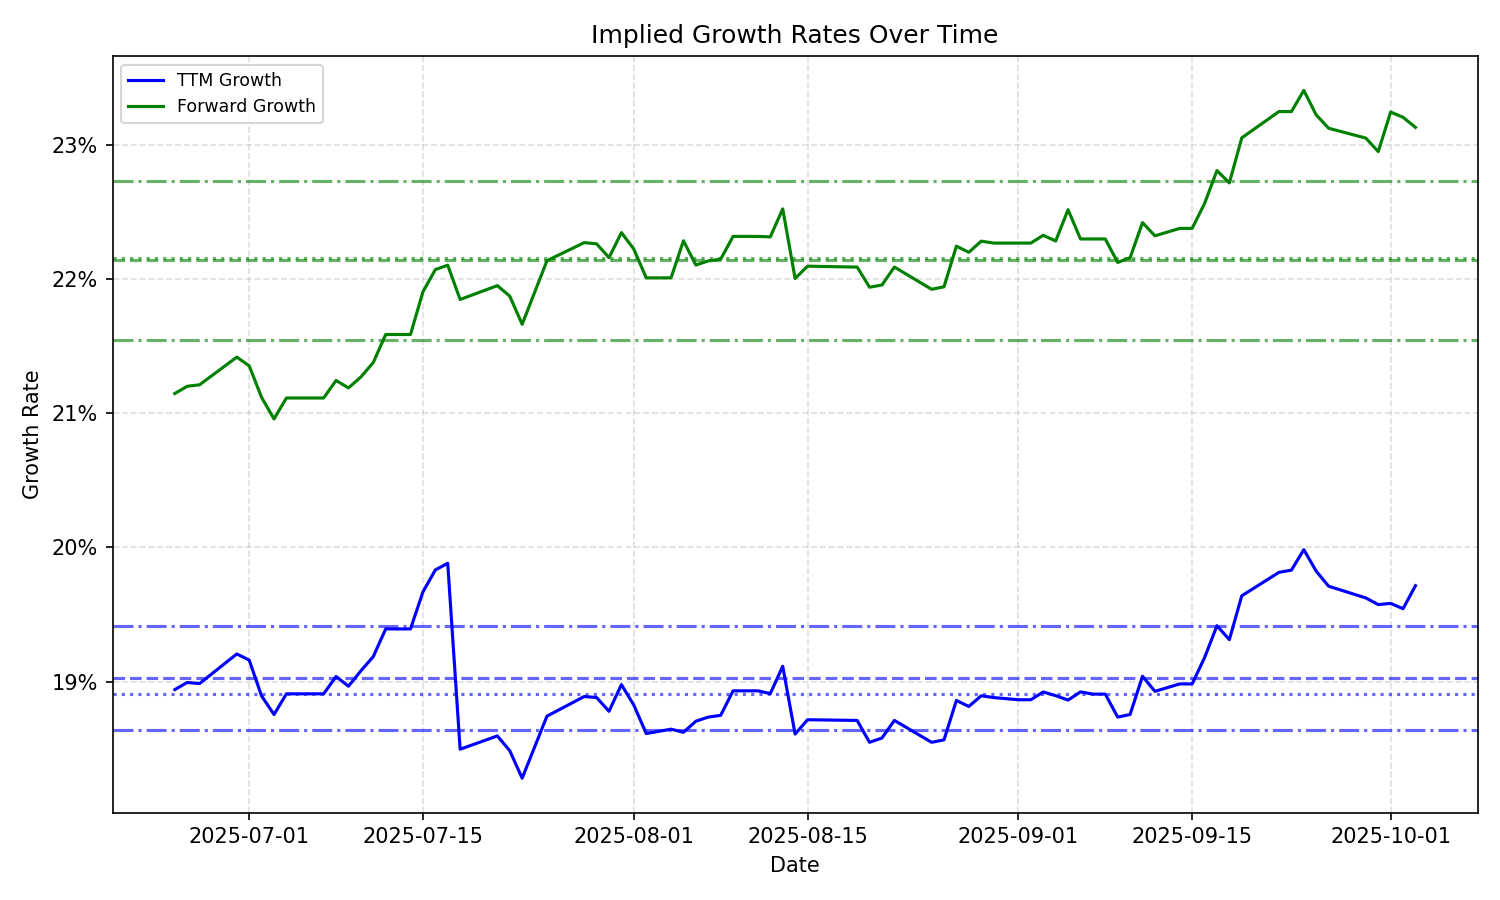 Implied Growth Rates Over Time
TTM Growth
Forward Growth
Growth Rate
23%
22%
21%
20%
19%
2025-07-01
2025-07-15
2025-08-01
2025-08-15
2025-09-01
2025-09-15
2025-10-01
Date